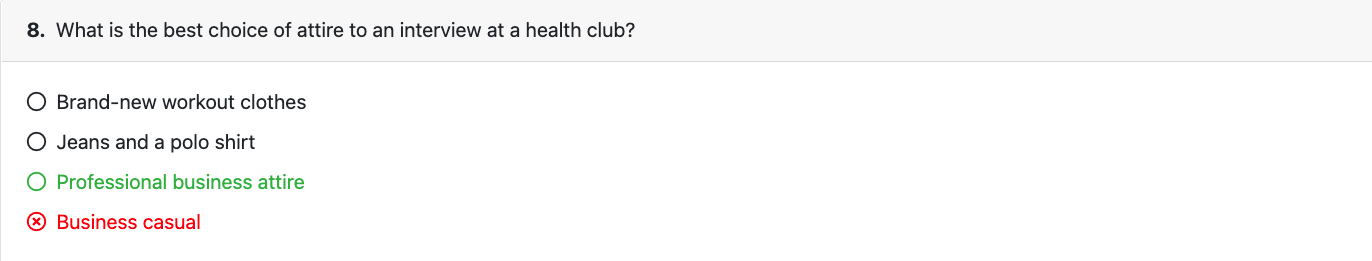 8. What is the best choice of attire to an interview at a health club?
Brand-new workout clothes
Jeans and a polo shirt
Professional business attire
Business casual